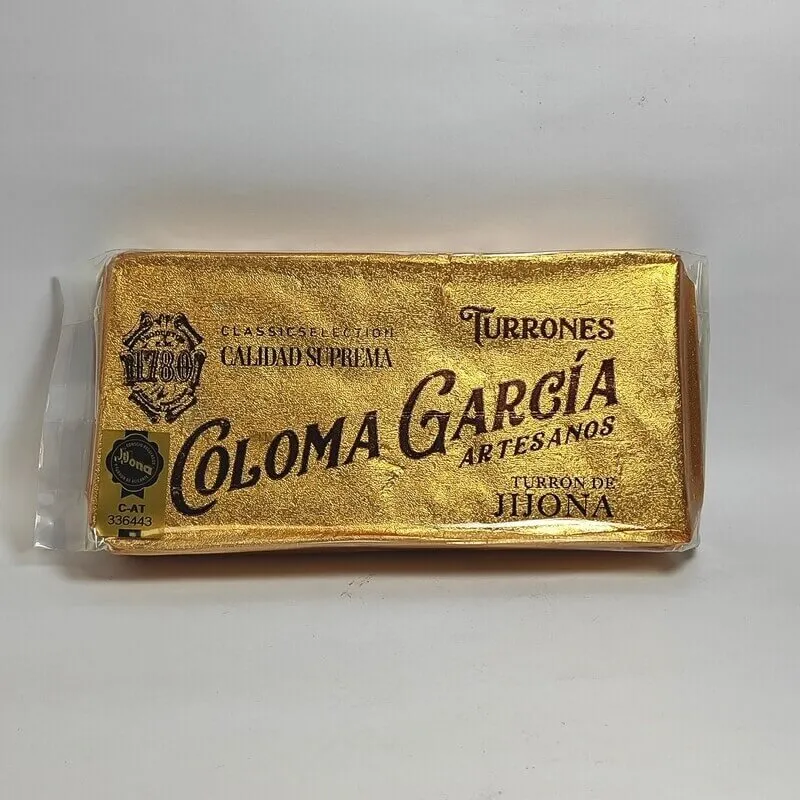 1780
CLASSIC SELECTION
CALIDAD SUPREMA
TURRONES
COLOMA GARCÍA
ARTESANOS
TURRÓN DE
JIJONA
Jijona
C-AT
336443